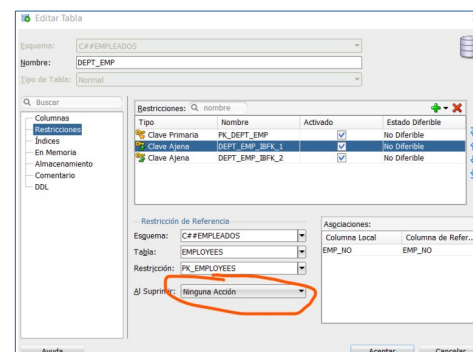 Editar Tabla
Esquema: C##EMPLEADOS
Nombre: DEPT_EMP
Tipo de Tabla: Normal
Buscar
Columnas
Restricciones
Índices
En Memoria
Almacenamiento
Comentario
DDL
Restricciones: nombre
Tipo Nombre Activado Estado Diferible
Clave Primaria PK_DEPT_EMP No Diferible
Clave Ajena DEPT_EMP_IBFK_1 No Diferible
Clave Ajena DEPT_EMP_IBFK_2 No Diferible
Restricción de Referencia
Esquema: C##EMPLEADOS
Tabla: EMPLOYEES
Restricción: PK_EMPLOYEES
Al Suprimir: Ninguna Acción
Asociaciones:
Columna Local Columna de Refer...
EMP_NO EMP_NO
Ayuda Aceptar Cancelar